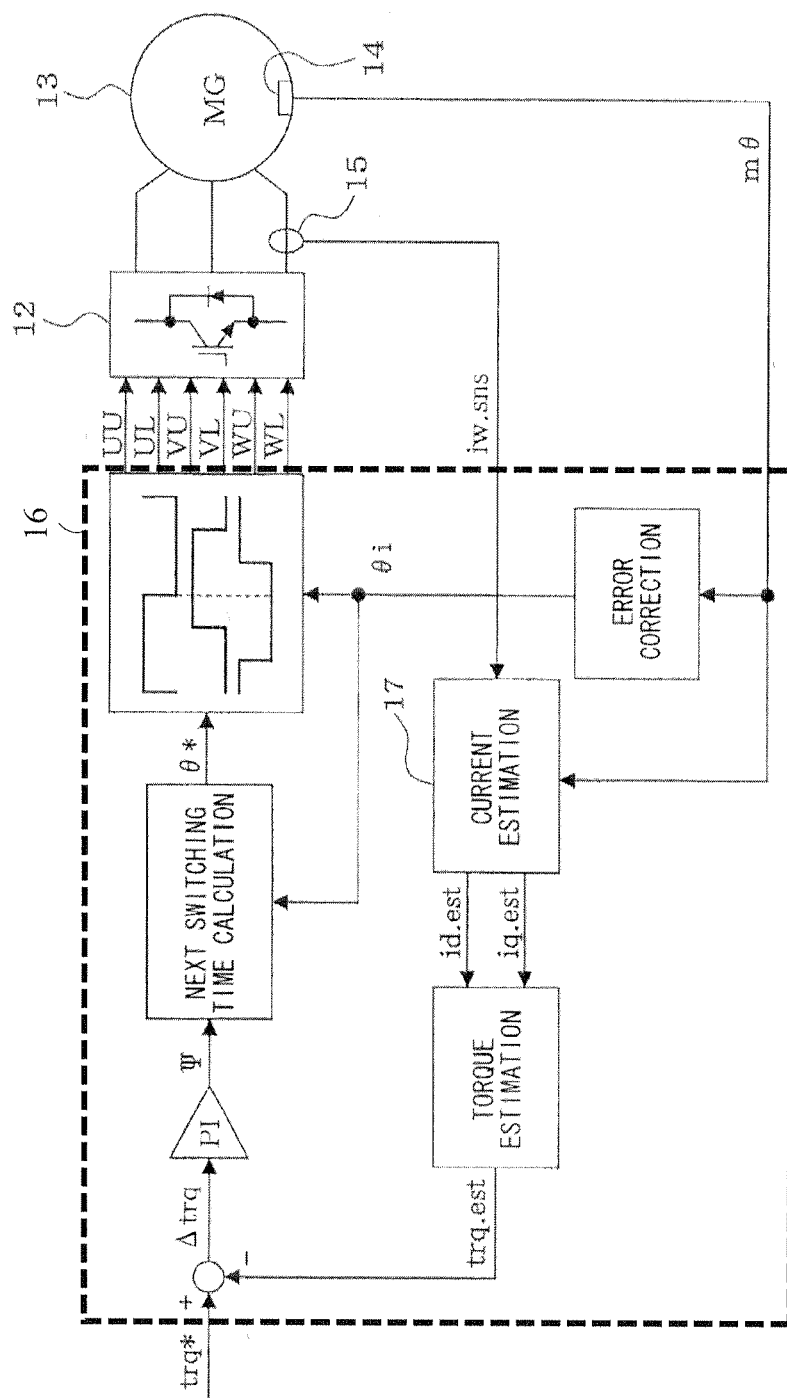 trq*
+
-
Δtrq
PI
Ψ
NEXT SWITCHING
TIME CALCULATION
θ*
16
UU
UL
VU
VL
WU
WL
12
13
MG
14
15
iw.sns
θi
mθ
ERROR
CORRECTION
17
CURRENT
ESTIMATION
id.est
iq.est
TORQUE
ESTIMATION
trq.est